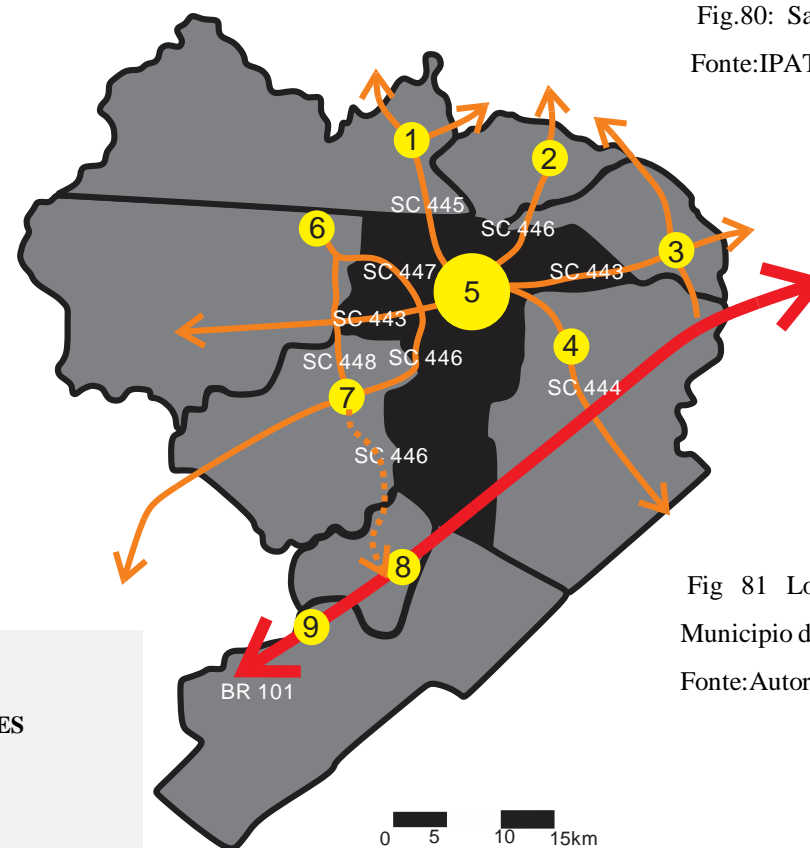 Fig.80: Sa
Fonte:IPAT
1
2
SC 445
SC 446
6
3
SC 447
SC 443
5
SC 443
4
SC 448
SC 446
SC 444
7
SC 446
8
Fig 81 Lo
9
Municipio d
Fonte:Autor
BR 101
ES
0 5 10 15km